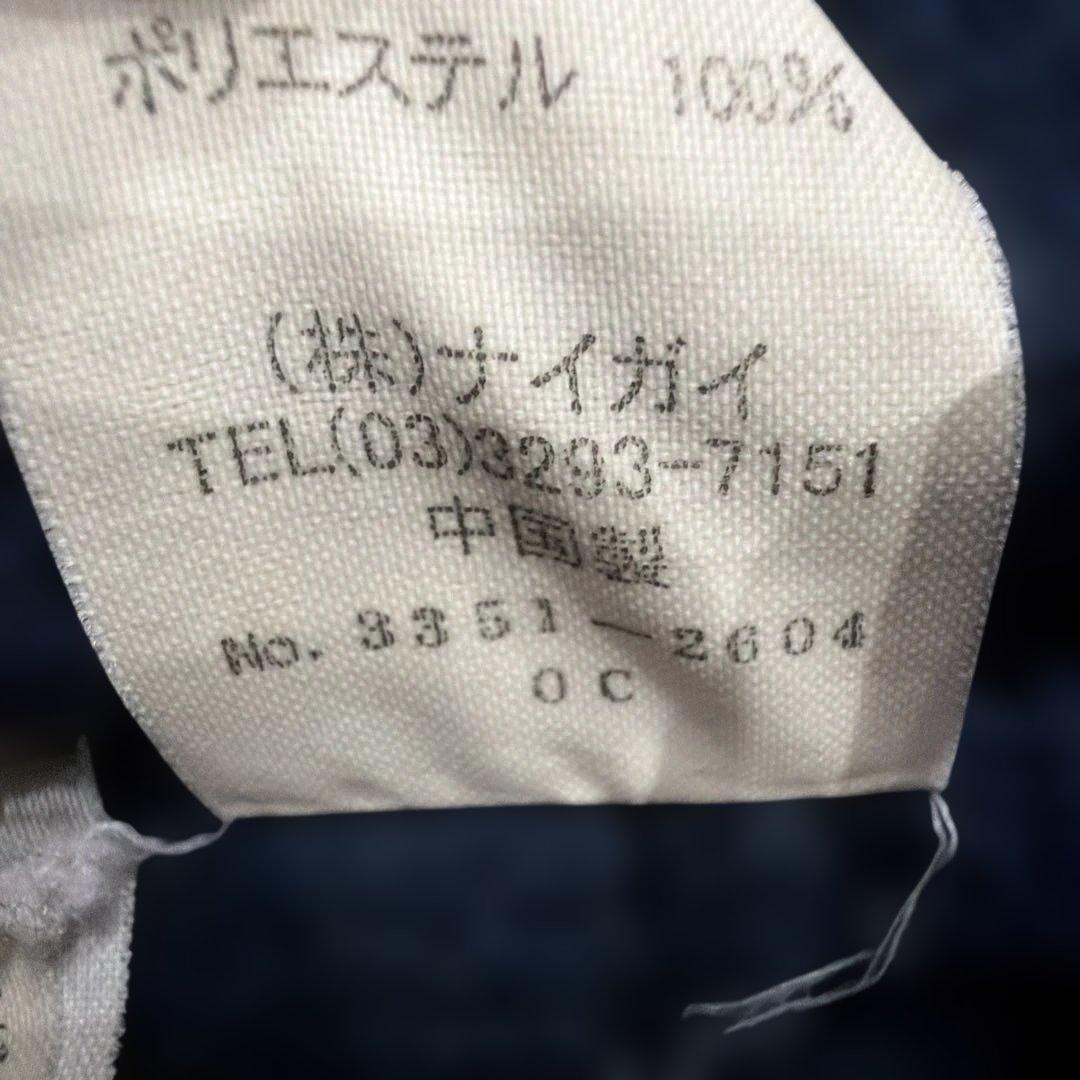 ポリエステル 100%
(株)ナイガイ
TEL(03)3293-7151
中国製
No. 3351-2604
0C